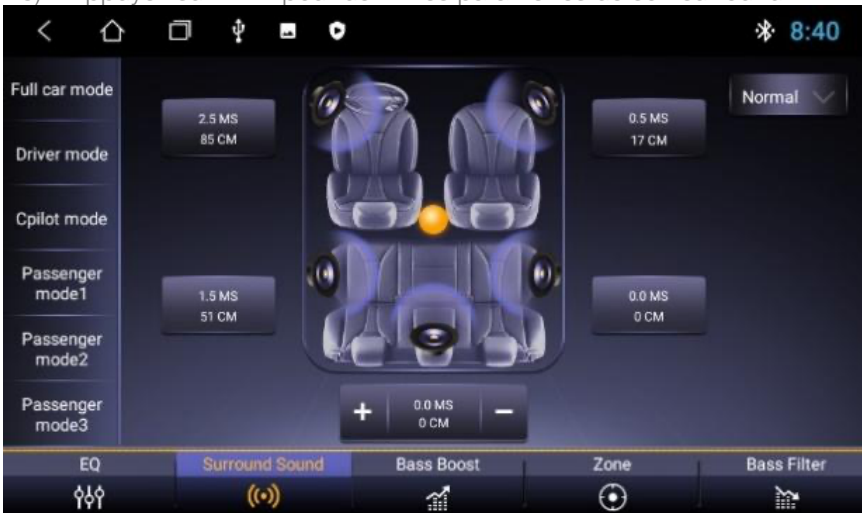 8:40
Full car mode
Driver mode
Cpilot mode
Passenger
mode1
Passenger
mode2
Passenger
mode3
2.5 MS
85 CM
0.5 MS
17 CM
Normal
1.5 MS
51 CM
0.0 MS
0 CM
+ 0.0 MS −
0 CM
EQ
Surround Sound
Bass Boost
Zone
Bass Filter